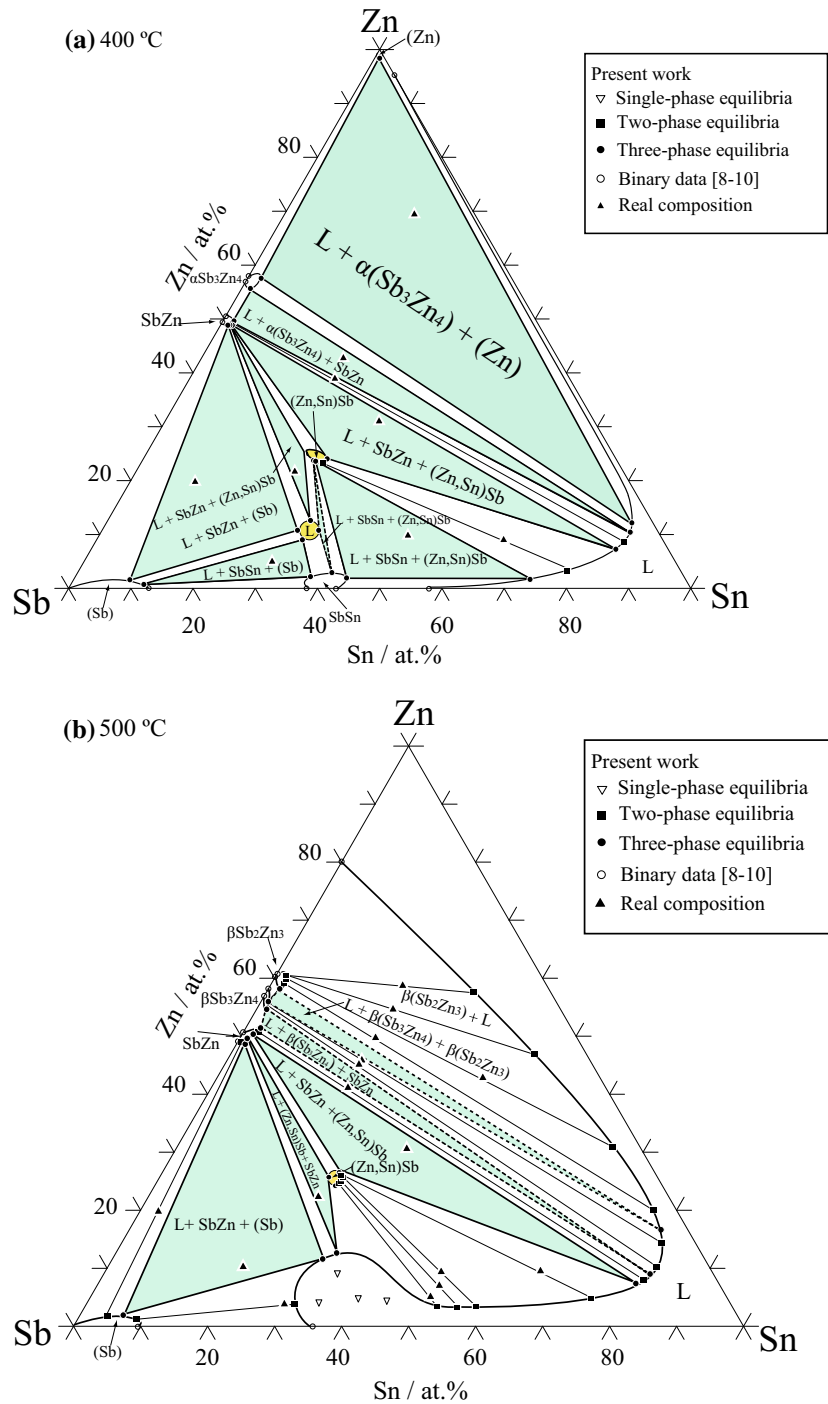 (a) 400 ºC
Zn
(Zn)
Present work
Single-phase equilibria
Two-phase equilibria
Three-phase equilibria
Binary data [8-10]
Real composition
80
Zn / at.%
60
αSb3Zn4
SbZn
40
20
L + α(Sb3Zn4) + (Zn)
L + α(Sb3Zn4) + SbZn
(Zn,Sn)Sb
L + SbZn + (Zn,Sn)Sb
L + SbZn + (Zn,Sn)Sb
L + SbZn + (Sb)
L
L + SbSn + (Zn,Sn)Sb
L + SbSn + (Zn,Sn)Sb
L + SbSn + (Sb)
L
Sb
(Sb)
SbSn
Sn
20
40
60
80
Sn / at.%
(b) 500 ºC
Zn
Present work
Single-phase equilibria
Two-phase equilibria
Three-phase equilibria
Binary data [8-10]
Real composition
80
βSb2Zn3
60
βSb3Zn4
Zn / at.%
SbZn
40
20
β(Sb2Zn3) + L
L + β(Sb3Zn4) + β(Sb2Zn3)
L + SbZn +(Zn,Sn)Sb
L + (Zn,Sn)Sb + SbZn
(Zn,Sn)Sb
L+ SbZn + (Sb)
L
Sb
(Sb)
Sn
20
40
60
80
Sn / at.%